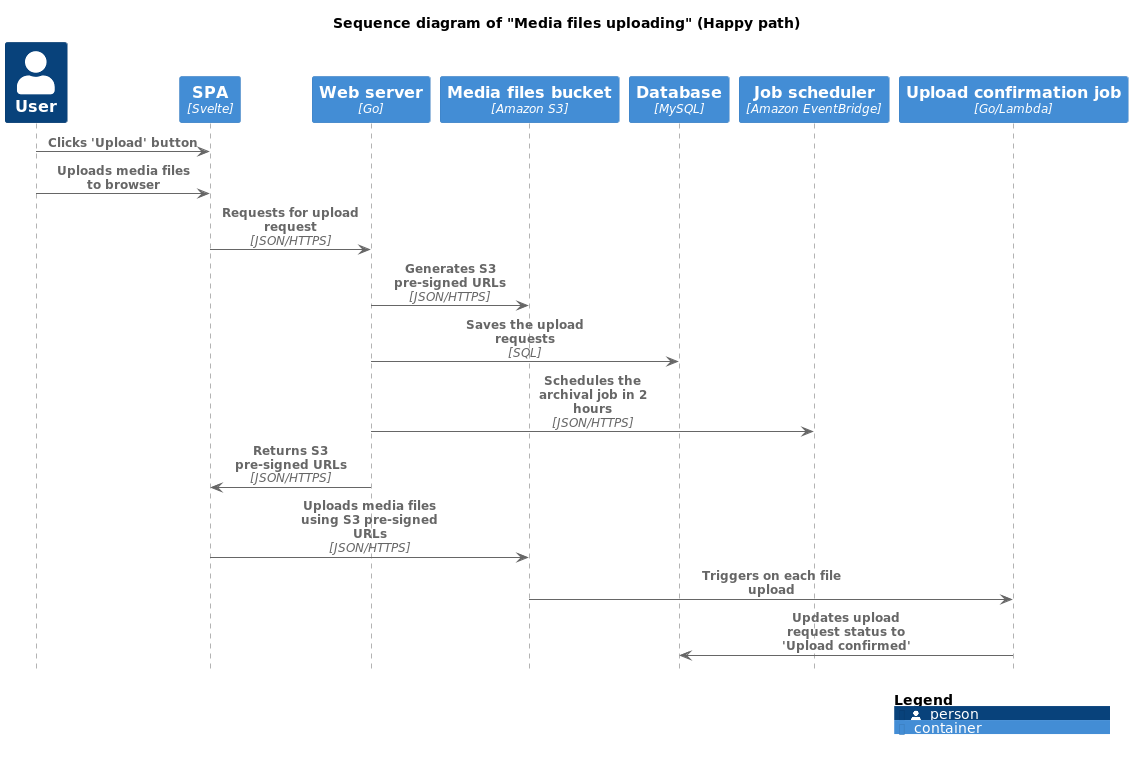 Sequence diagram of "Media files uploading" (Happy path)
User
SPA
[Svelte]
Web server
[Go]
Media files bucket
[Amazon S3]
Database
[MySQL]
Job scheduler
[Amazon EventBridge]
Upload confirmation job
[Go/Lambda]
Clicks 'Upload' button
Uploads media files
to browser
Requests for upload
request
[JSON/HTTPS]
Generates S3
pre-signed URLs
[JSON/HTTPS]
Saves the upload
requests
[SQL]
Schedules the
archival job in 2
hours
[JSON/HTTPS]
Returns S3
pre-signed URLs
[JSON/HTTPS]
Uploads media files
using S3 pre-signed
URLs
[JSON/HTTPS]
Triggers on each file
upload
Updates upload
request status to
'Upload confirmed'
Legend
person
container